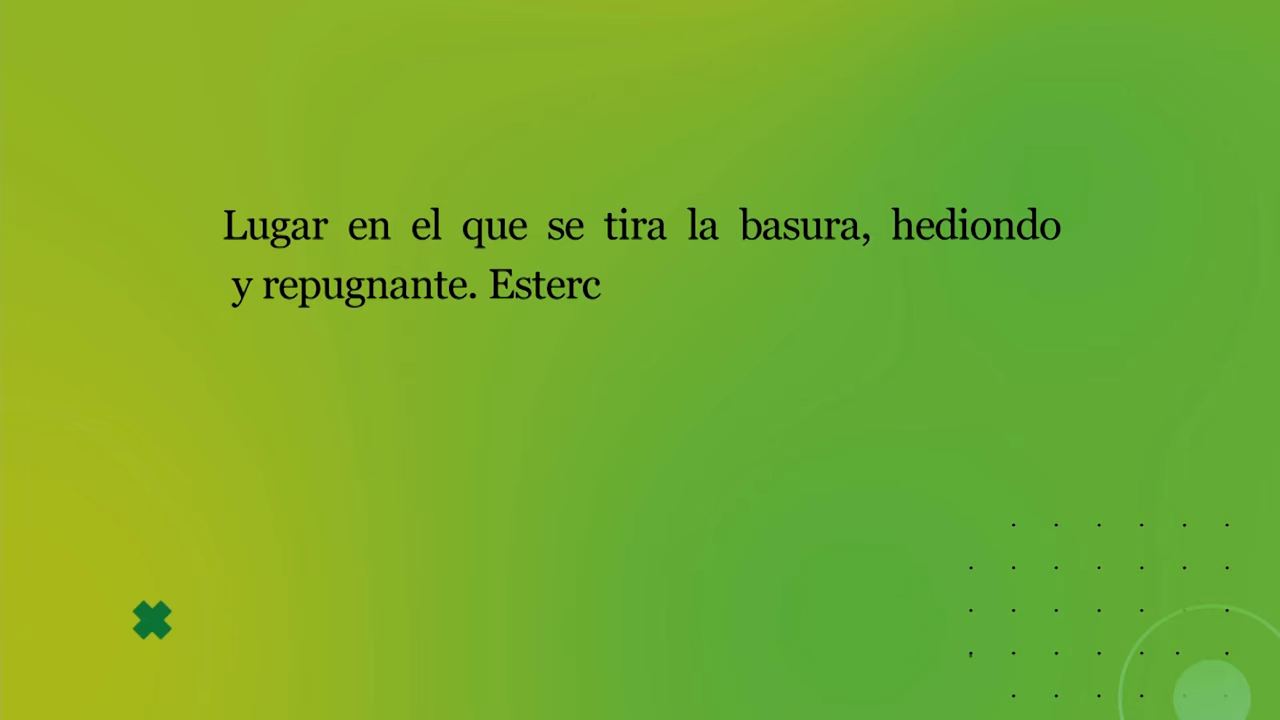 Lugar en el que se tira la basura, hediondo
y repugnante. Esterc